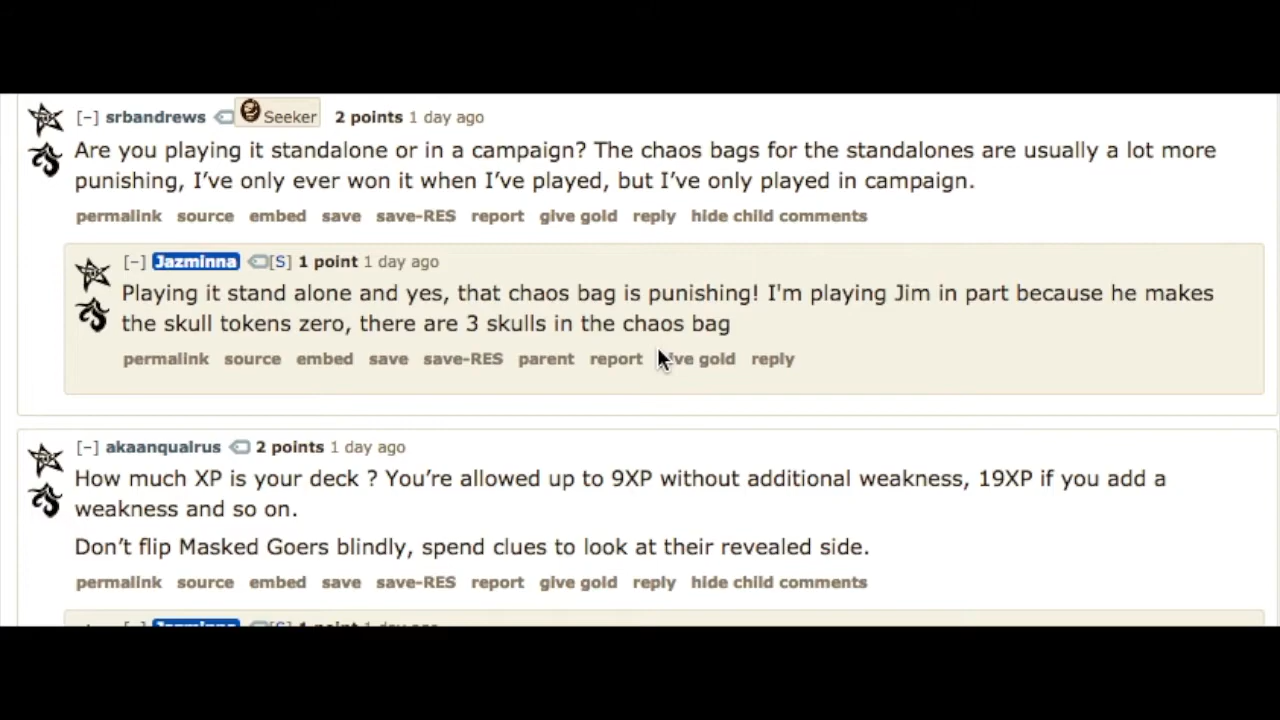 [-] srbandrews Seeker 2 points 1 day ago
Are you playing it standalone or in a campaign? The chaos bags for the standalones are usually a lot more
punishing, I’ve only ever won it when I’ve played, but I’ve only played in campaign.
permalink source embed save save-RES report give gold reply hide child comments
[-] Jazminna [S] 1 point 1 day ago
Playing it stand alone and yes, that chaos bag is punishing! I'm playing Jim in part because he makes
the skull tokens zero, there are 3 skulls in the chaos bag
permalink source embed save save-RES parent report give gold reply
[-] akaanqualrus 2 points 1 day ago
How much XP is your deck ? You’re allowed up to 9XP without additional weakness, 19XP if you add a
weakness and so on.
Don’t flip Masked Goers blindly, spend clues to look at their revealed side.
permalink source embed save save-RES report give gold reply hide child comments
[-] Jazminna [S] 1 point 1 day ago